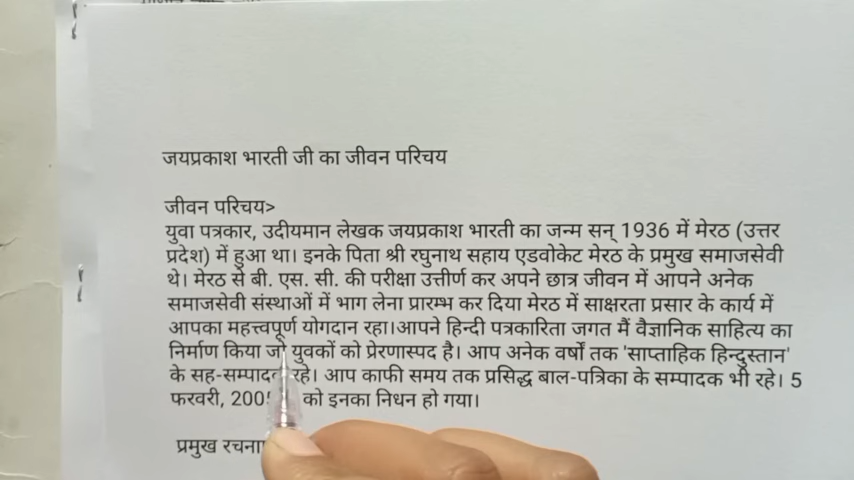 जयप्रकाश भारती जी का जीवन परिचय
जीवन परिचय>
युवा पत्रकार, उदीयमान लेखक जयप्रकाश भारती का जन्म सन् 1936 में मेरठ (उत्तर
प्रदेश) में हुआ था। इनके पिता श्री रघुनाथ सहाय एडवोकेट मेरठ के प्रमुख समाजसेवी
थे। मेरठ से बी. एस. सी. की परीक्षा उत्तीर्ण कर अपने छात्र जीवन में आपने अनेक
समाजसेवी संस्थाओं में भाग लेना प्रारम्भ कर दिया मेरठ में साक्षरता प्रसार के कार्य में
आपका महत्त्वपूर्ण योगदान रहा।आपने हिन्दी पत्रकारिता जगत मैं वैज्ञानिक साहित्य का
निर्माण किया जो युवकों को प्रेरणास्पद है। आप अनेक वर्षों तक 'साप्ताहिक हिन्दुस्तान'
के सह-सम्पादक रहे। आप काफी समय तक प्रसिद्ध बाल-पत्रिका के सम्पादक भी रहे। 5
फरवरी, को इनका निधन हो गया।
प्रमुख